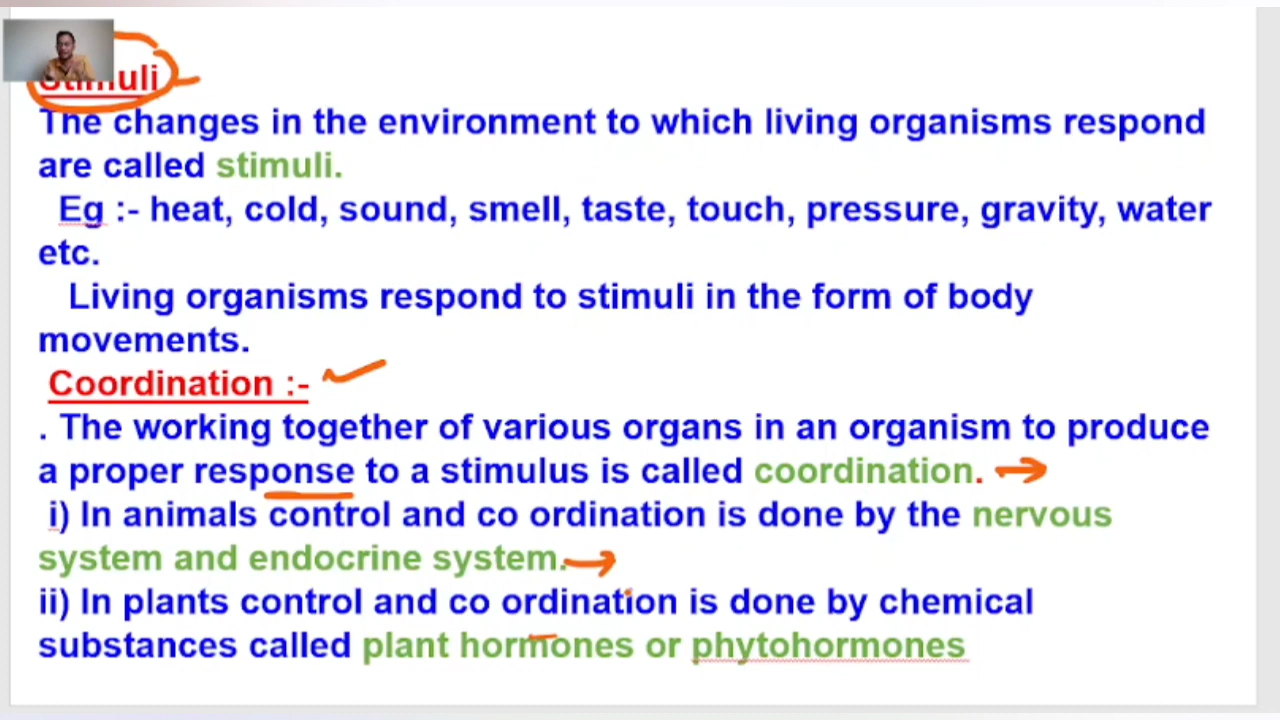 Stimuli
The changes in the environment to which living organisms respond
are called stimuli.
Eg :- heat, cold, sound, smell, taste, touch, pressure, gravity, water
etc.
Living organisms respond to stimuli in the form of body
movements.
Coordination :-
. The working together of various organs in an organism to produce
a proper response to a stimulus is called coordination.
i) In animals control and co ordination is done by the nervous
system and endocrine system.
ii) In plants control and co ordination is done by chemical
substances called plant hormones or phytohormones